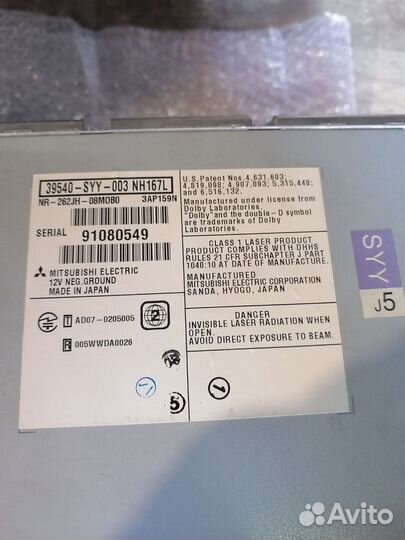 39540-SYY-003 NH167L
NR-262JH-08MOB0 3AP159N
SERIAL 91080549
MITSUBISHI ELECTRIC
12V NEG.GROUND
MADE IN JAPAN
T AD07-0205005
2
R 005WWDA0026
5
U.S.Patent Nos.4,631,603;
4,819,098; 4,907,093; 5,315,448;
and 6,516,132.
Manufactured under license from
Dolby Laboratories.
"Dolby" and the double-D symbol
are trademarks of Dolby
Laboratories.
CLASS 1 LASER PRODUCT
PRODUCT COMPLIES WITH DHHS
RULES 21 CFR SUBCHAPTER J PART
1040:10 AT DATE OF MANUFACTURE.
MANUFACTURED
MITSUBISHI ELECTRIC CORPORATION
SANDA, HYOGO, JAPAN
DANGER
INVISIBLE LASER RADIATION WHEN
OPEN.
AVOID DIRECT EXPOSURE TO BEAM.
SYY
J5
Avito